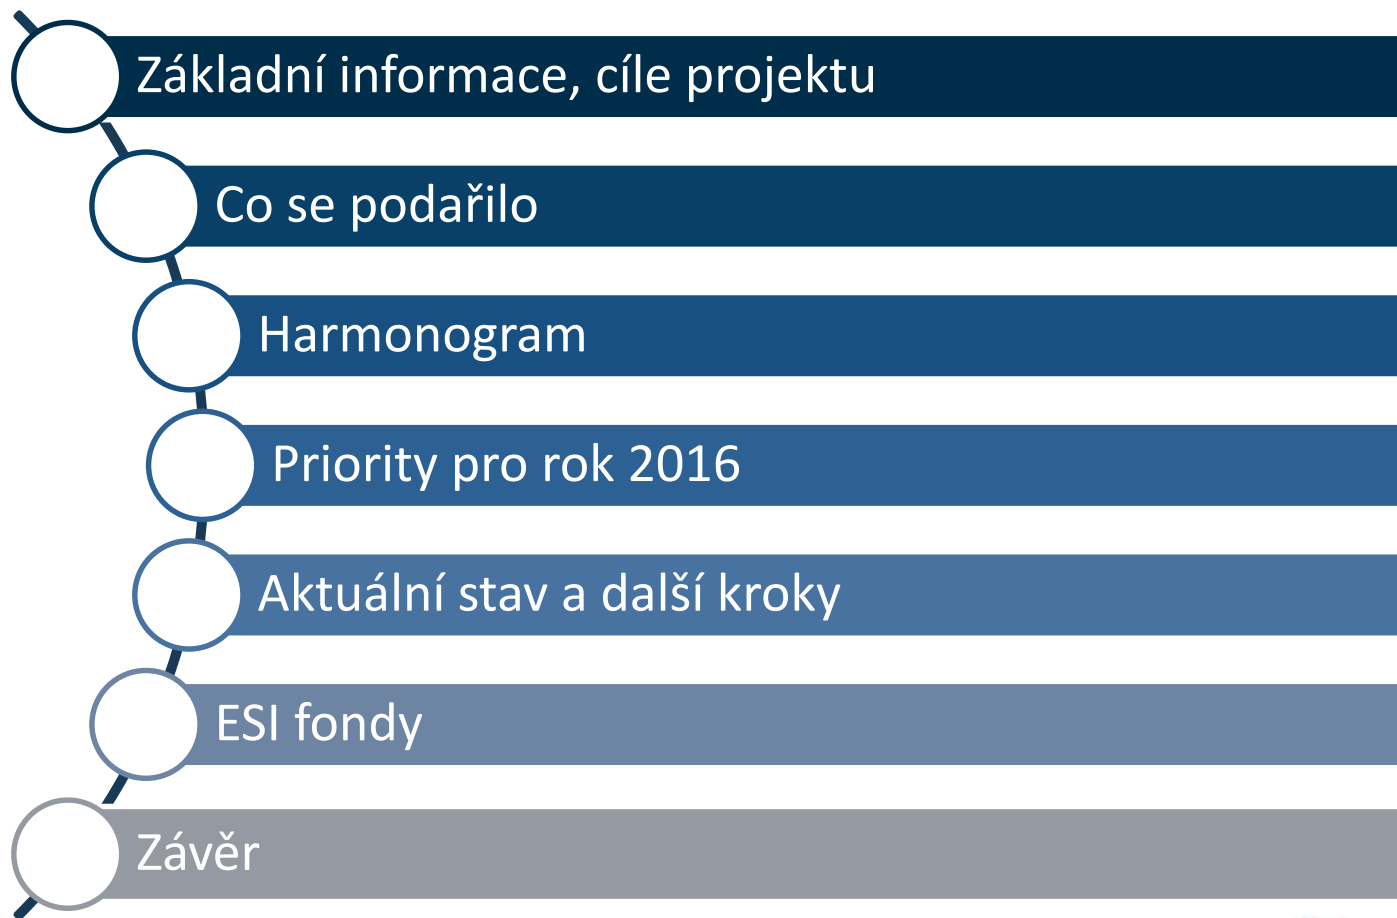 Základní informace, cíle projektu
Co se podařilo
Harmonogram
Priority pro rok 2016
Aktuální stav a další kroky
ESI fondy
Závěr